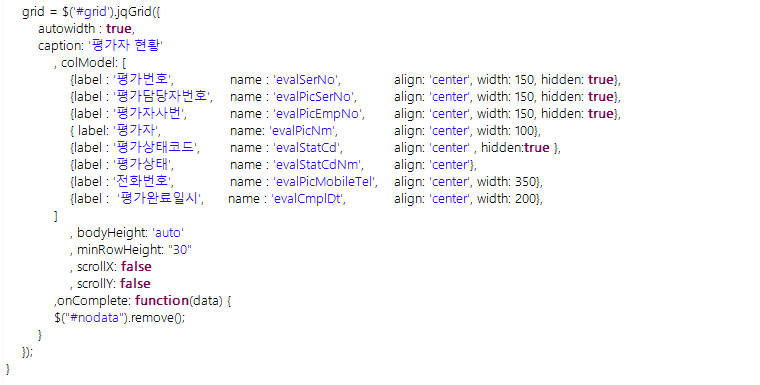 grid = $('#grid').jqGrid({
autowidth : true,
caption: '평가자 현황'
, colModel: [
{label : '평가번호', name : 'evalSerNo', align: 'center', width: 150, hidden: true},
{label : '평가담당자번호', name : 'evalPicSerNo', align: 'center', width: 150, hidden: true},
{label : '평가자사번', name : 'evalPicEmpNo', align: 'center', width: 150, hidden: true},
{ label: '평가자', name: 'evalPicNm', align: 'center', width: 100},
{label : '평가상태코드', name : 'evalStatCd', align: 'center' , hidden:true },
{label : '평가상태', name : 'evalStatCdNm', align: 'center'},
{label : '전화번호', name : 'evalPicMobileTel', align: 'center', width: 350},
{label : '평가완료일시', name : 'evalCmplDt', align: 'center', width: 200},
]
, bodyHeight: 'auto'
, minRowHeight: "30"
, scrollX: false
, scrollY: false
,onComplete: function(data) {
$("#nodata").remove();
}
});
}